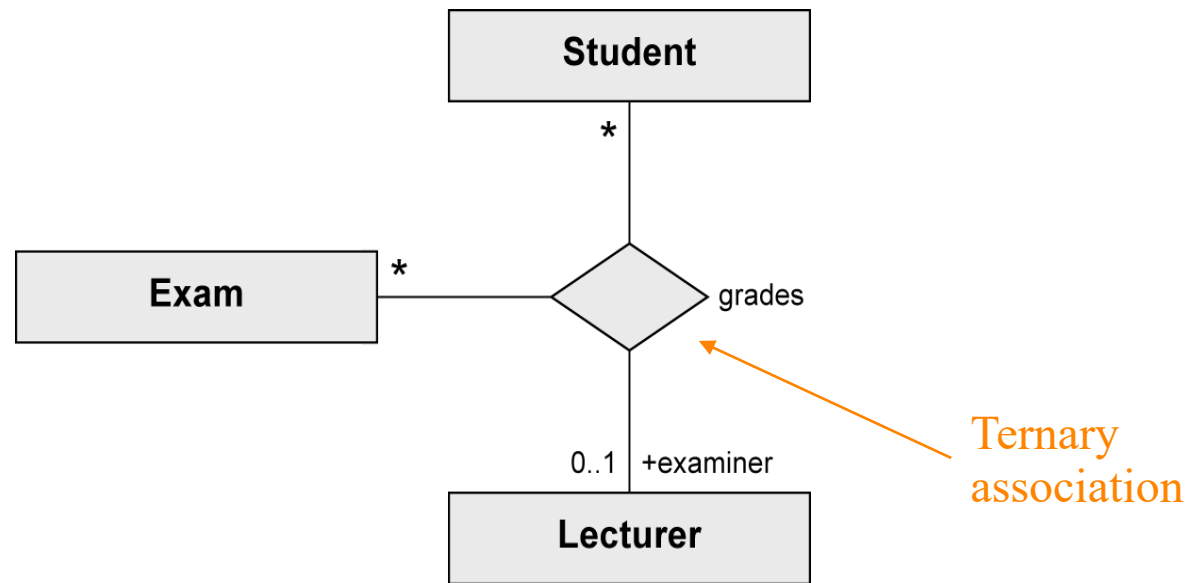 Student
*
Exam
*
grades
0..1
+examiner
Lecturer
Ternary
association